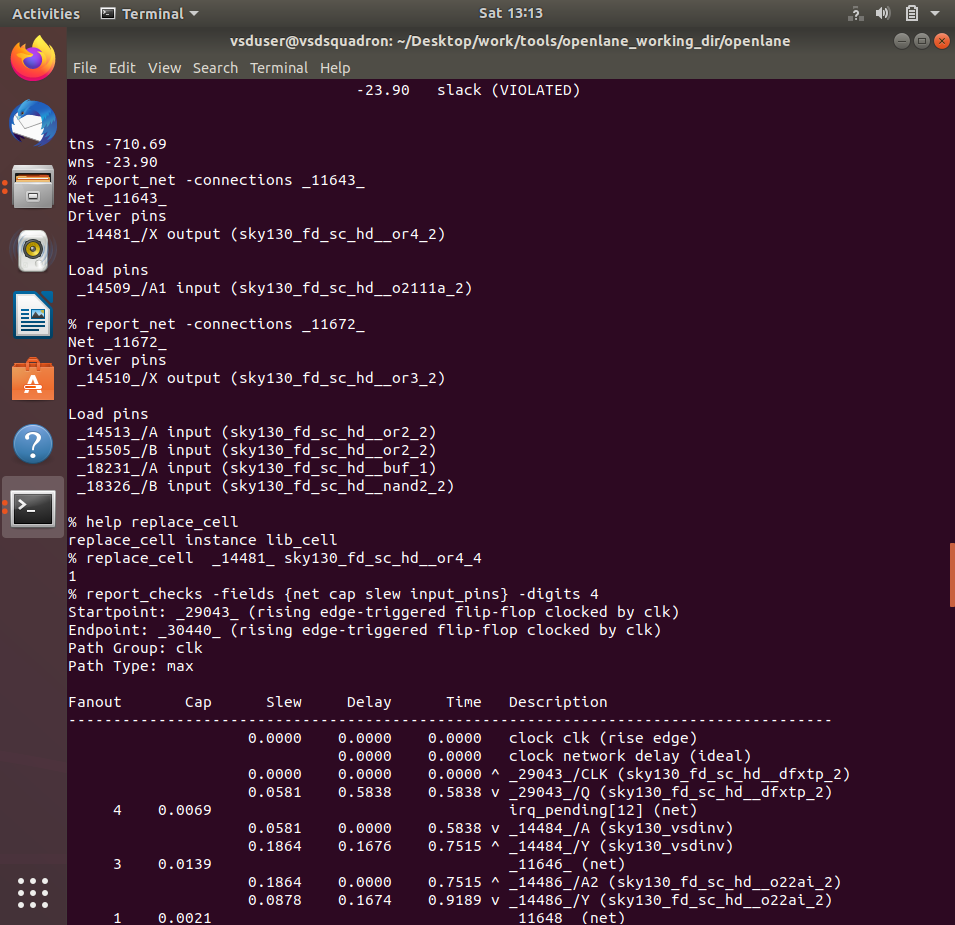 Activities Terminal Sat 13:13
vsduser@vsdsquadron: ~/Desktop/work/tools/openlane_working_dir/openlane
File Edit View Search Terminal Help
-23.90 slack (VIOLATED)
tns -710.69
wns -23.90
% report_net -connections _11643_
Net _11643_
Driver pins
_14481_/X output (sky130_fd_sc_hd__or4_2)
Load pins
_14509_/A1 input (sky130_fd_sc_hd__o2111a_2)
% report_net -connections _11672_
Net _11672_
Driver pins
_14510_/X output (sky130_fd_sc_hd__or3_2)
Load pins
_14513_/A input (sky130_fd_sc_hd__or2_2)
_15505_/B input (sky130_fd_sc_hd__or2_2)
_18231_/A input (sky130_fd_sc_hd__buf_1)
_18326_/B input (sky130_fd_sc_hd__nand2_2)
% help replace_cell
replace_cell instance lib_cell
% replace_cell  _14481_ sky130_fd_sc_hd__or4_4
1
% report_checks -fields {net cap slew input_pins} -digits 4
Startpoint: _29043_ (rising edge-triggered flip-flop clocked by clk)
Endpoint: _30440_ (rising edge-triggered flip-flop clocked by clk)
Path Group: clk
Path Type: max
Fanout Cap Slew Delay Time Description
-------------------------------------------------------------------------------------
0.0000 0.0000 0.0000 clock clk (rise edge)
0.0000 0.0000 clock network delay (ideal)
0.0000 0.0000 0.0000 ^ _29043_/CLK (sky130_fd_sc_hd__dfxtp_2)
0.0581 0.5838 0.5838 v _29043_/Q (sky130_fd_sc_hd__dfxtp_2)
4 0.0069 irq_pending[12] (net)
0.0581 0.0000 0.5838 v _14484_/A (sky130_vsdinv)
0.1864 0.1676 0.7515 ^ _14484_/Y (sky130_vsdinv)
3 0.0139 _11646_ (net)
0.1864 0.0000 0.7515 ^ _14486_/A2 (sky130_fd_sc_hd__o22ai_2)
0.0878 0.1674 0.9189 v _14486_/Y (sky130_fd_sc_hd__o22ai_2)
1 0.0021 _11648_ (net)